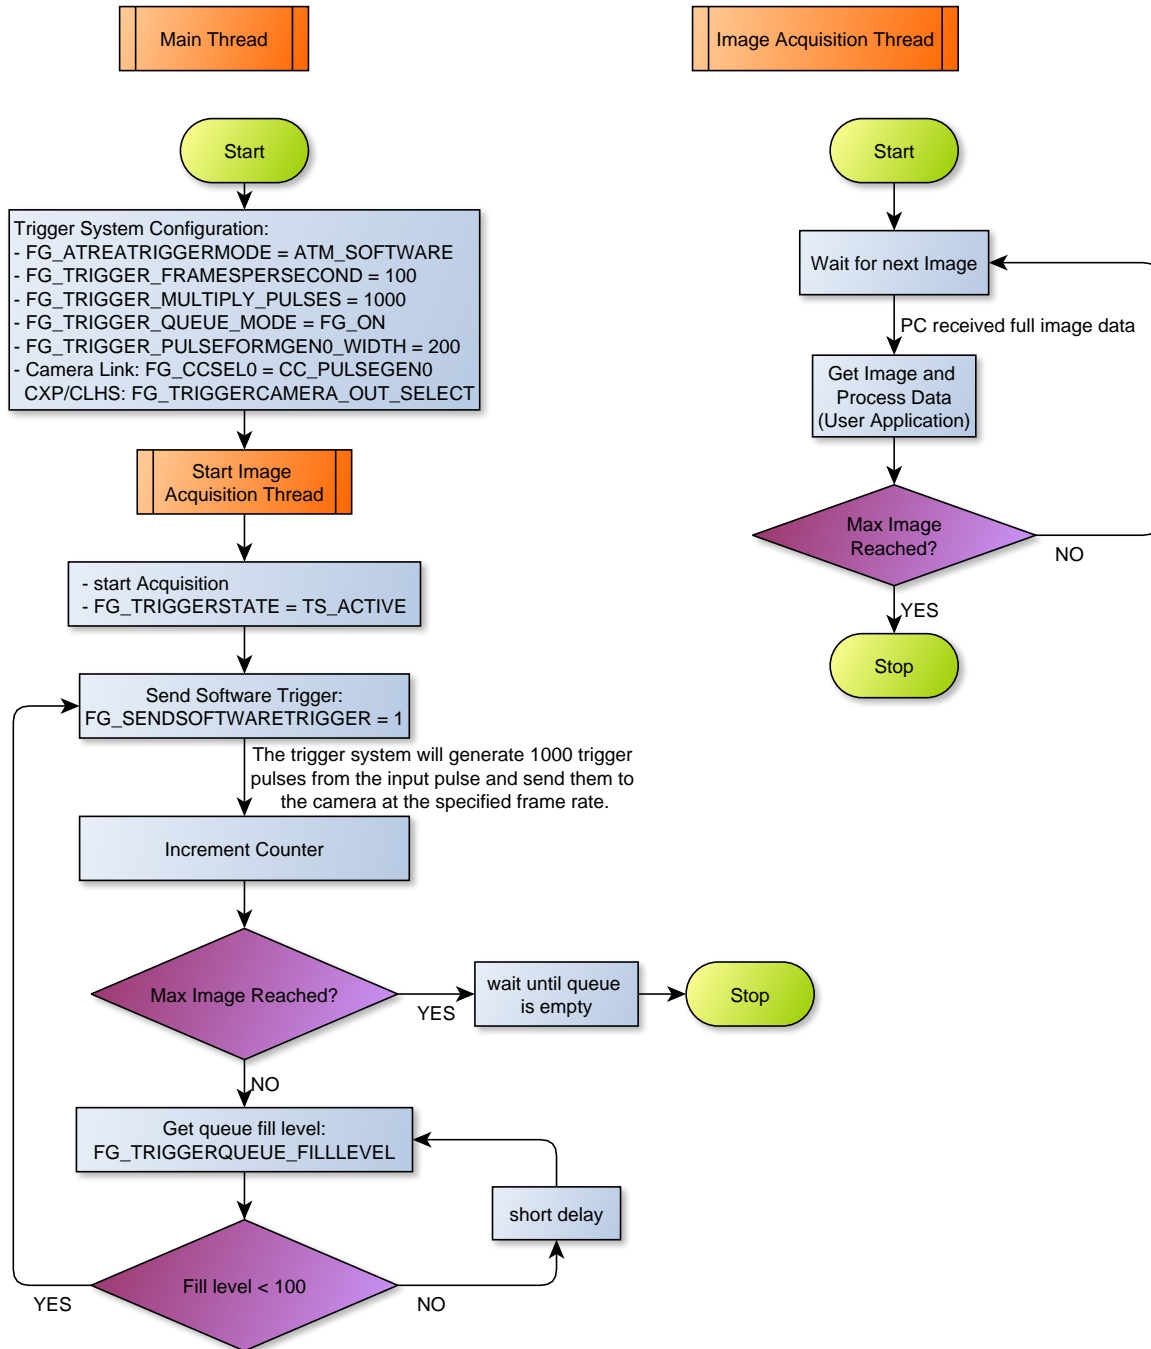 Main Thread
Start
Trigger System Configuration:
- FG_ATREATRIGGERMODE = ATM_SOFTWARE
- FG_TRIGGER_FRAMESPERSECOND = 100
- FG_TRIGGER_MULTIPLY_PULSES = 1000
- FG_TRIGGER_QUEUE_MODE = FG_ON
- FG_TRIGGER_PULSEFORMGEN0_WIDTH = 200
- Camera Link: FG_CCSEL0 = CC_PULSEGEN0
CXP/CLHS: FG_TRIGGERCAMERA_OUT_SELECT
Start Image
Acquisition Thread
- start Acquisition
- FG_TRIGGERSTATE = TS_ACTIVE
Send Software Trigger:
FG_SENDSOFTWARETRIGGER = 1
The trigger system will generate 1000 trigger
pulses from the input pulse and send them to
the camera at the specified frame rate.
Increment Counter
Max Image Reached?
YES
wait until queue
is empty
Stop
NO
Get queue fill level:
FG_TRIGGERQUEUE_FILLLEVEL
short delay
Fill level < 100
YES
NO
Image Acquisition Thread
Start
Wait for next Image
PC received full image data
Get Image and
Process Data
(User Application)
Max Image
Reached?
NO
YES
Stop